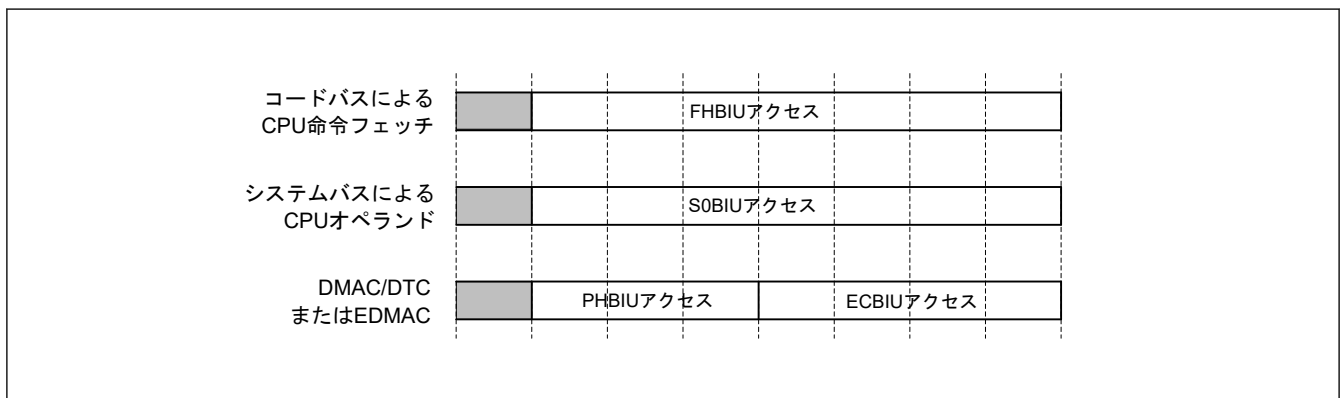 コードバスによる
CPU命令フェッチ
FHBIUアクセス
システムバスによる
CPUオペランド
S0BIUアクセス
DMAC/DTC
またはEDMAC
PHBIUアクセス
ECBIUアクセス